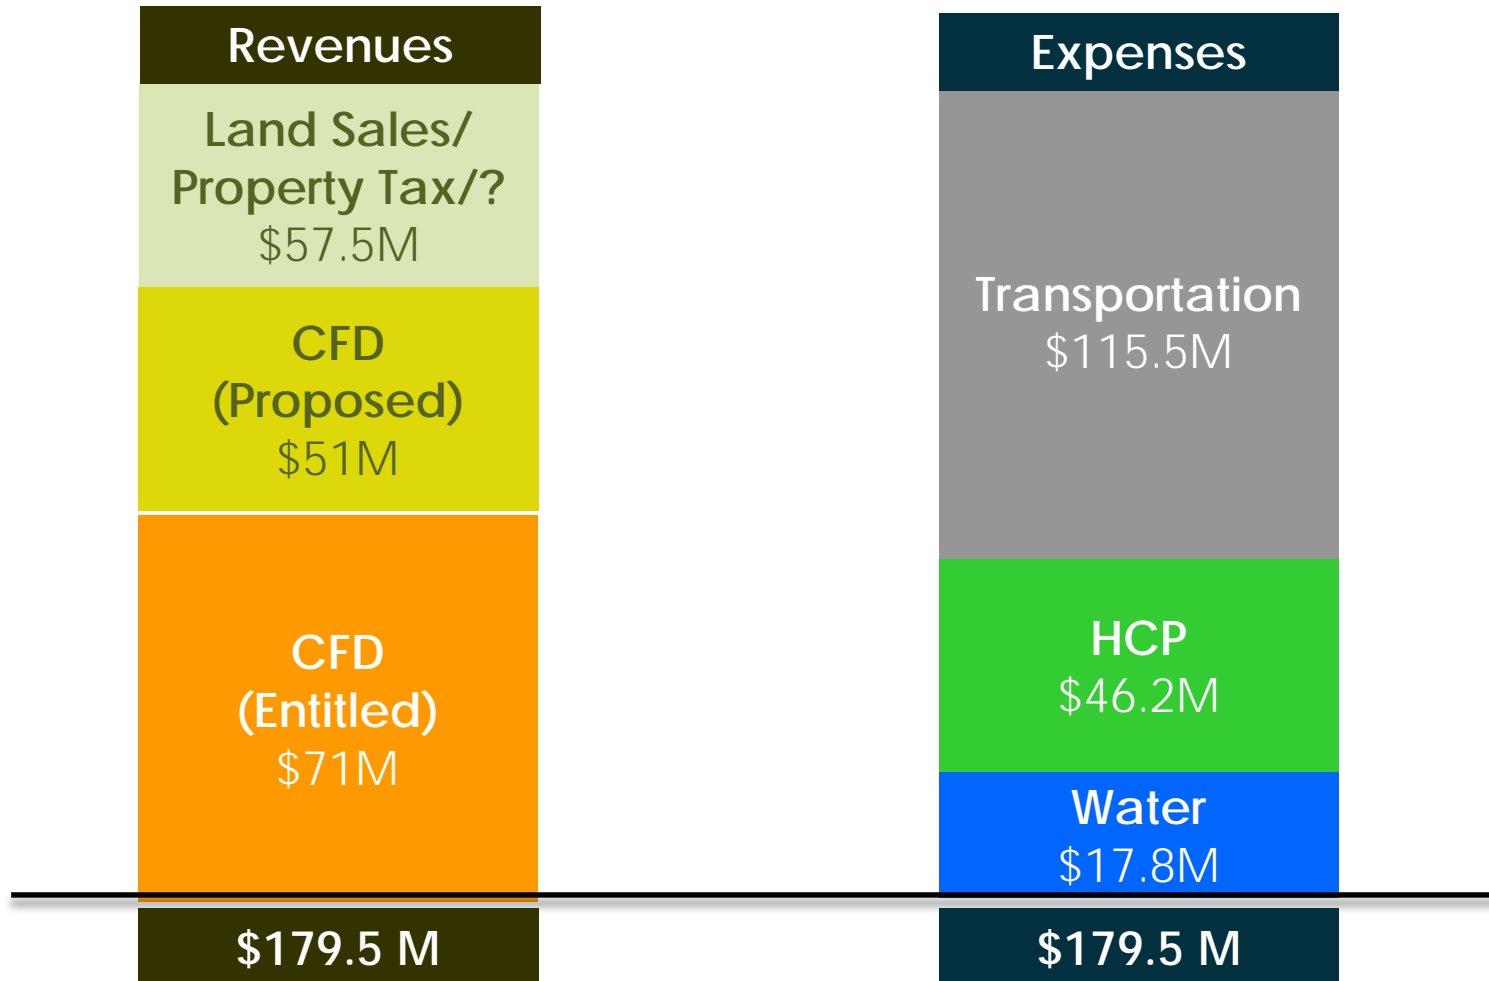 Revenues
Land Sales/
Property Tax/?
$57.5M
CFD
(Proposed)
$51M
CFD
(Entitled)
$71M
$179.5 M
Expenses
Transportation
$115.5M
HCP
$46.2M
Water
$17.8M
$179.5 M